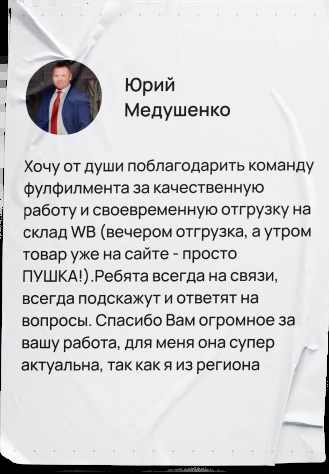 Юрий
Медушенко
Хочу от души поблагодарить команду
фулфилмента за качественную
работу и своевременную отгрузку на
склад WB (вечером отгрузка, а утром
товар уже на сайте - просто
ПУШКА!).Ребята всегда на связи,
всегда подскажут и ответят на
вопросы. Спасибо Вам огромное за
вашу работа, для меня она супер
актуальна, так как я из региона